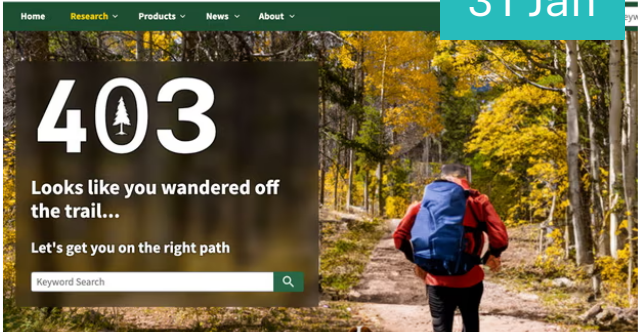 31 Jan
Home Research Products News About
403
Looks like you wandered off
the trail...
Let's get you on the right path
Keyword Search